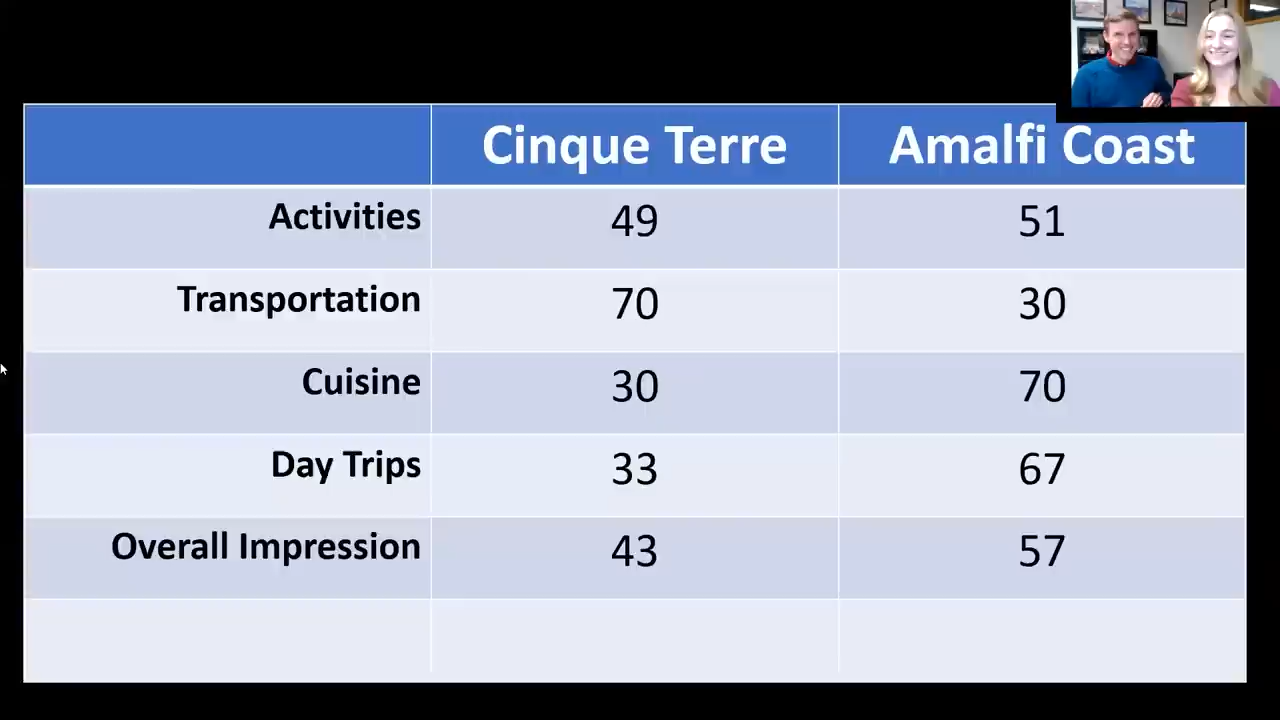 Cinque Terre Amalfi Coast
Activities 49 51
Transportation 70 30
Cuisine 30 70
Day Trips 33 67
Overall Impression 43 57